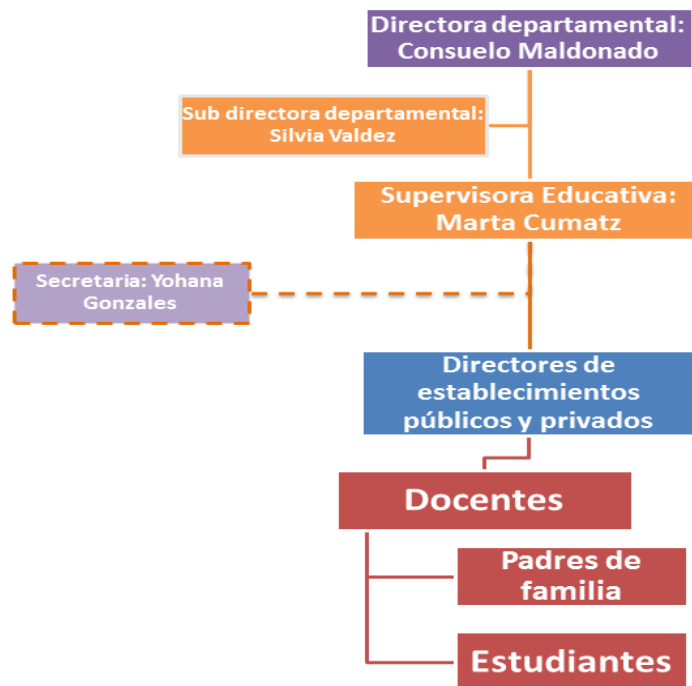 Directora departamental:
Consuelo Maldonado
Sub directora departamental:
Silvia Valdez
Supervisora Educativa:
Marta Cumatz
Secretaria: Yohana
Gonzales
Directores de
establecimientos
públicos y privados
Docentes
Padres de
familia
Estudiantes